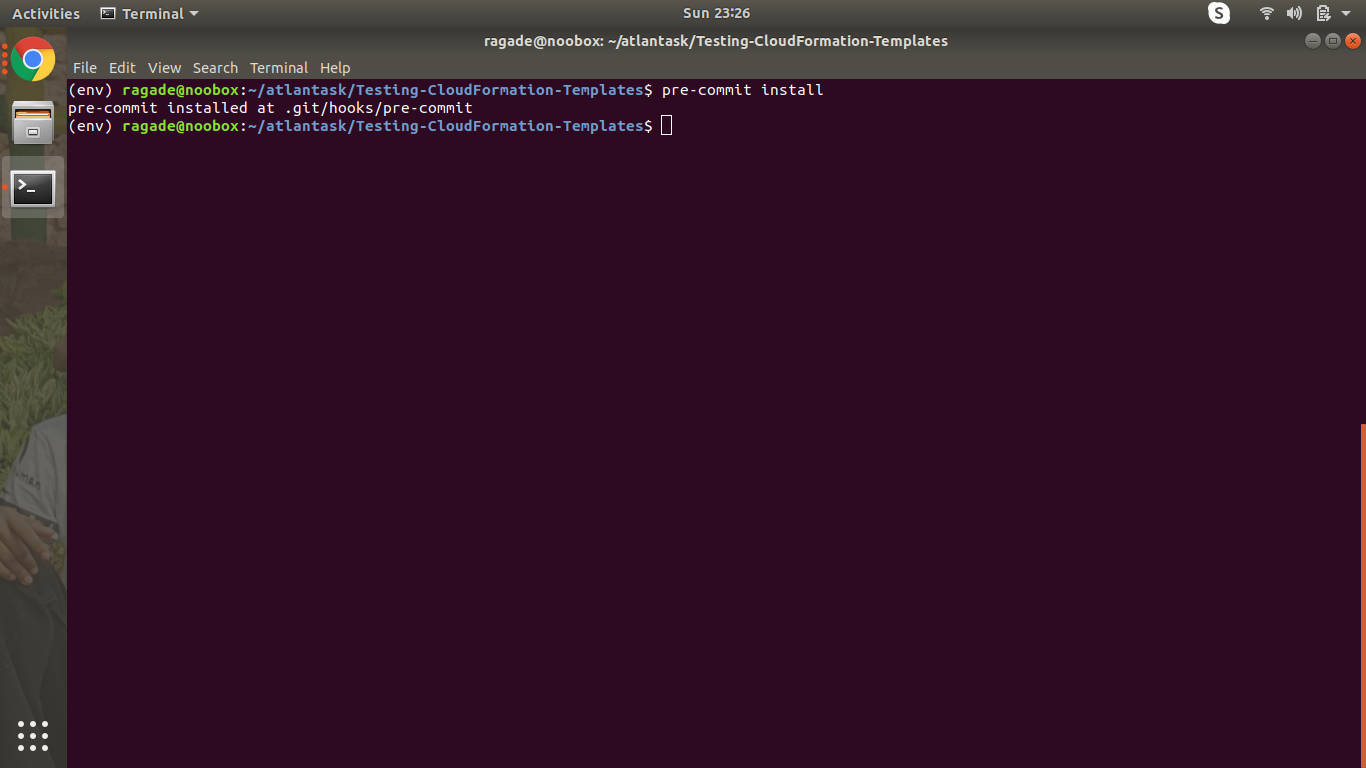 Activities Terminal Sun 23:26 S
ragade@noobox: ~/atlantask/Testing-CloudFormation-Templates
File Edit View Search Terminal Help
(env) ragade@noobox:~/atlantask/Testing-CloudFormation-Templates$ pre-commit install
pre-commit installed at .git/hooks/pre-commit
(env) ragade@noobox:~/atlantask/Testing-CloudFormation-Templates$